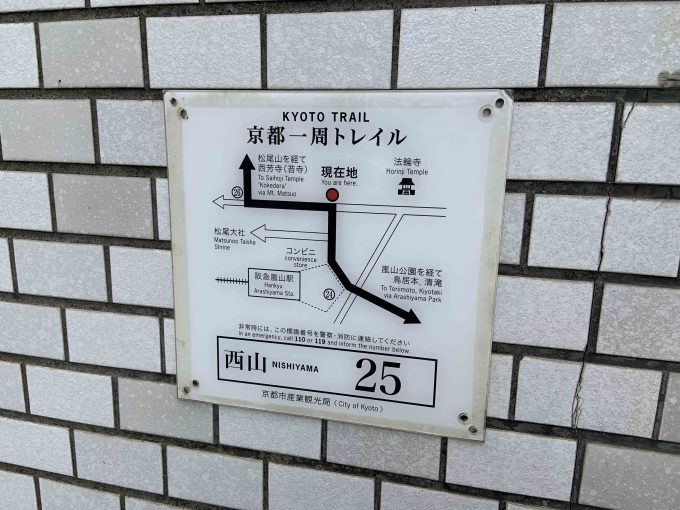 KYOTO TRAIL
京都一周トレイル
松尾山を経て
西芳寺（苔寺）
To Saihoji Temple
'Kokedera'
via Mt. Matsuo
現在地
You are here.
法輪寺
Horinji Temple
26
松尾大社
Matsunoo Taisha
Shrine
コンビニ
convenience
store
阪急嵐山駅
Hankyu
Arashiyama Sta.
24
嵐山公園を経て
鳥居本、清滝
To Torimoto, Kiyotaki
via Arashiyama Park
非常時には、この標識番号を警察・消防に連絡してください
In an emergency, call 110 or 119 and inform the number below.
西山 NISHIYAMA 25
京都市産業観光局〈City of Kyoto〉